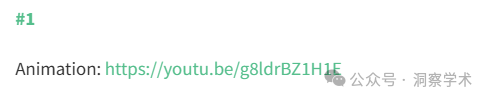 #1
Animation: https://youtu.be/g8ldrBZ1H1E
公众号 · 洞察学术